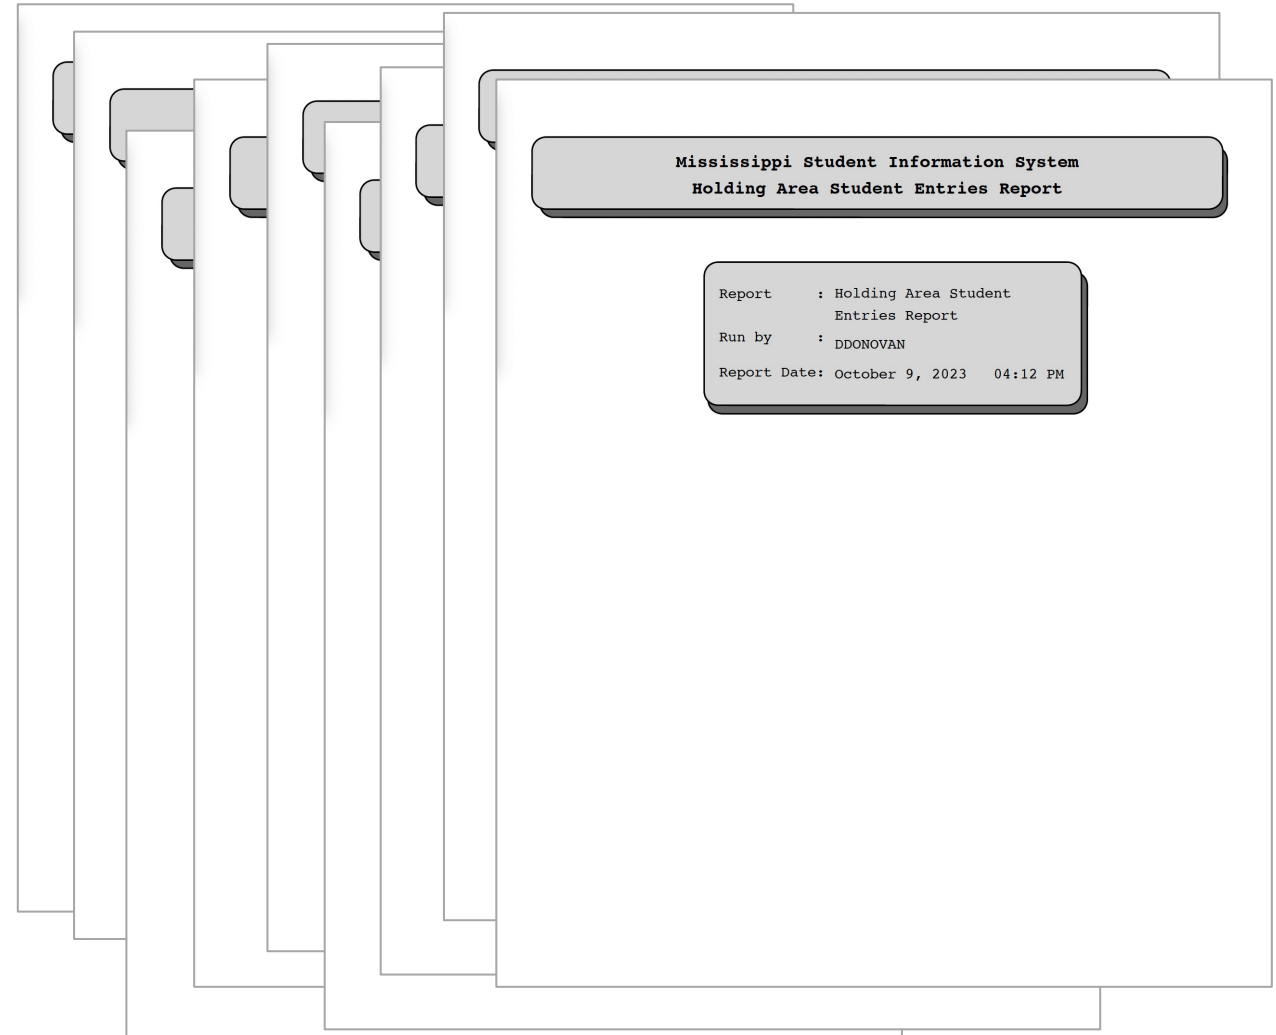 Mississippi Student Information System
Holding Area Student Entries Report
Report : Holding Area Student
Entries Report
Run by : DDONOVAN
Report Date: October 9, 2023 04:12 PM